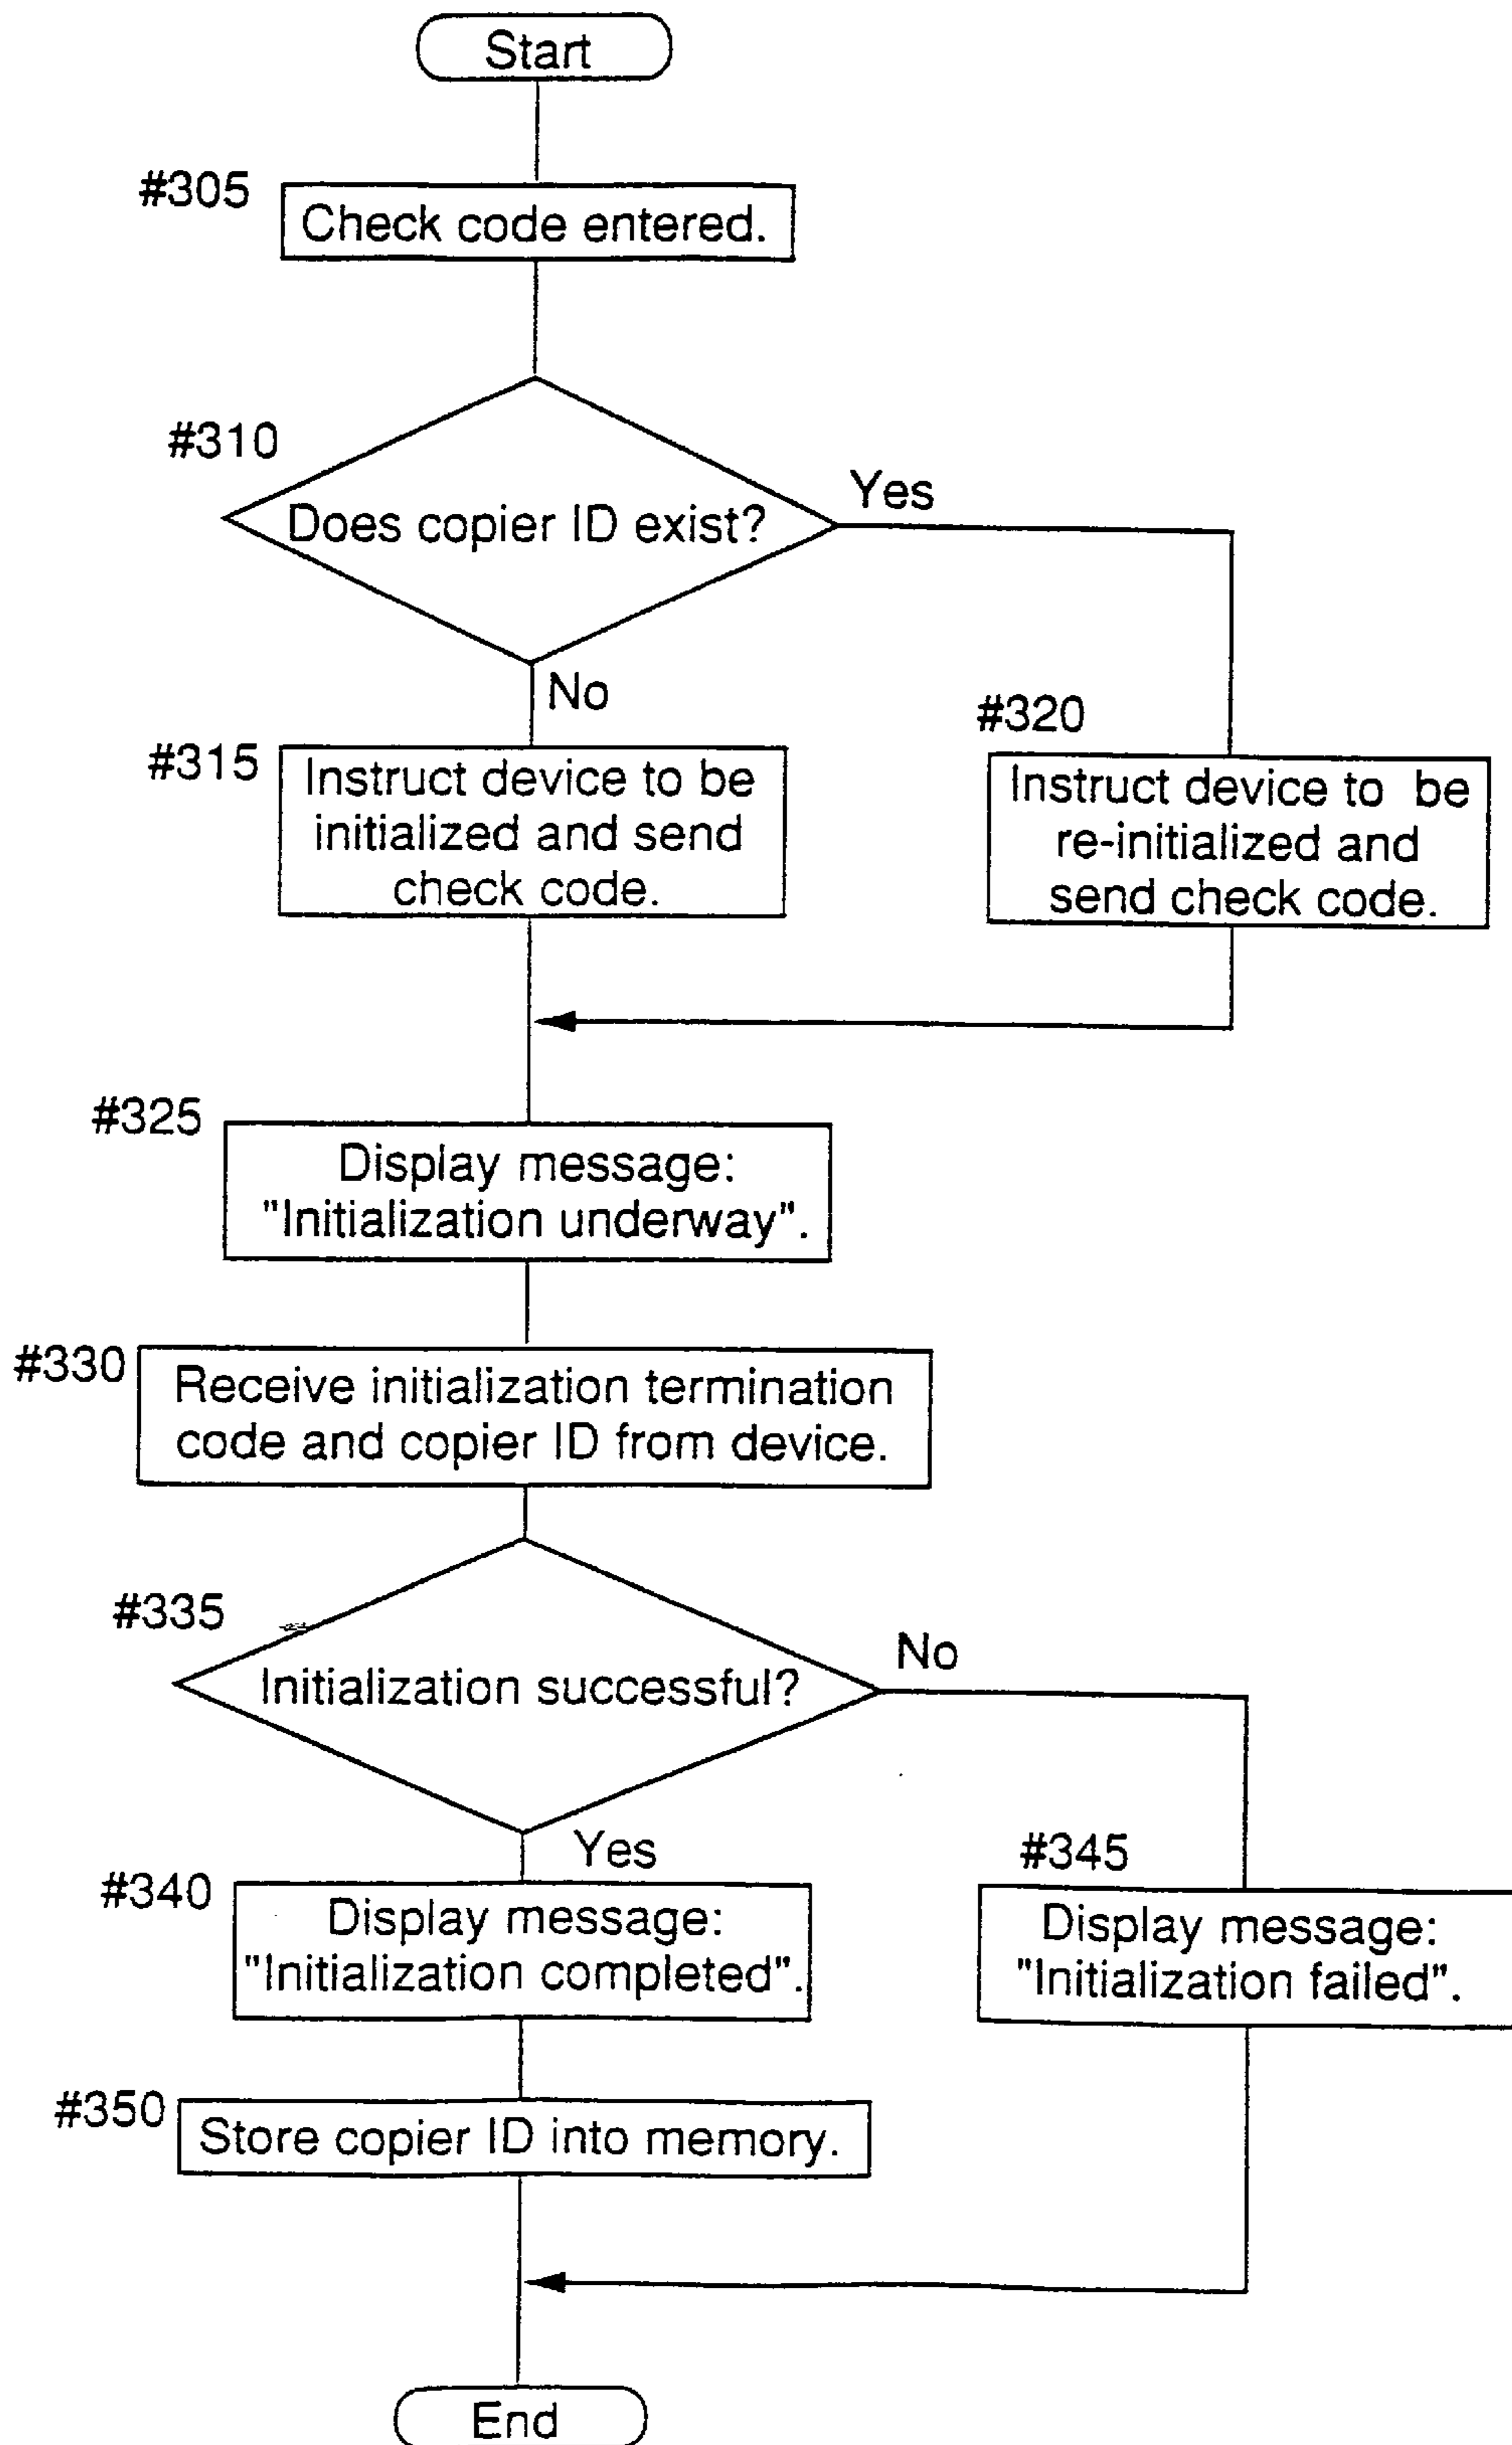 Start
#305
Check code entered.
#310
Does copier ID exist?
Yes
No
#315
Instruct device to be
initialized and send
check code.
#320
Instruct device to be
re-initialized and
send check code.
#325
Display message:
"Initialization underway".
#330
Receive initialization termination
code and copier ID from device.
#335
Initialization successful?
No
Yes
#340
Display message:
"Initialization completed".
#345
Display message:
"Initialization failed".
#350
Store copier ID into memory.
End